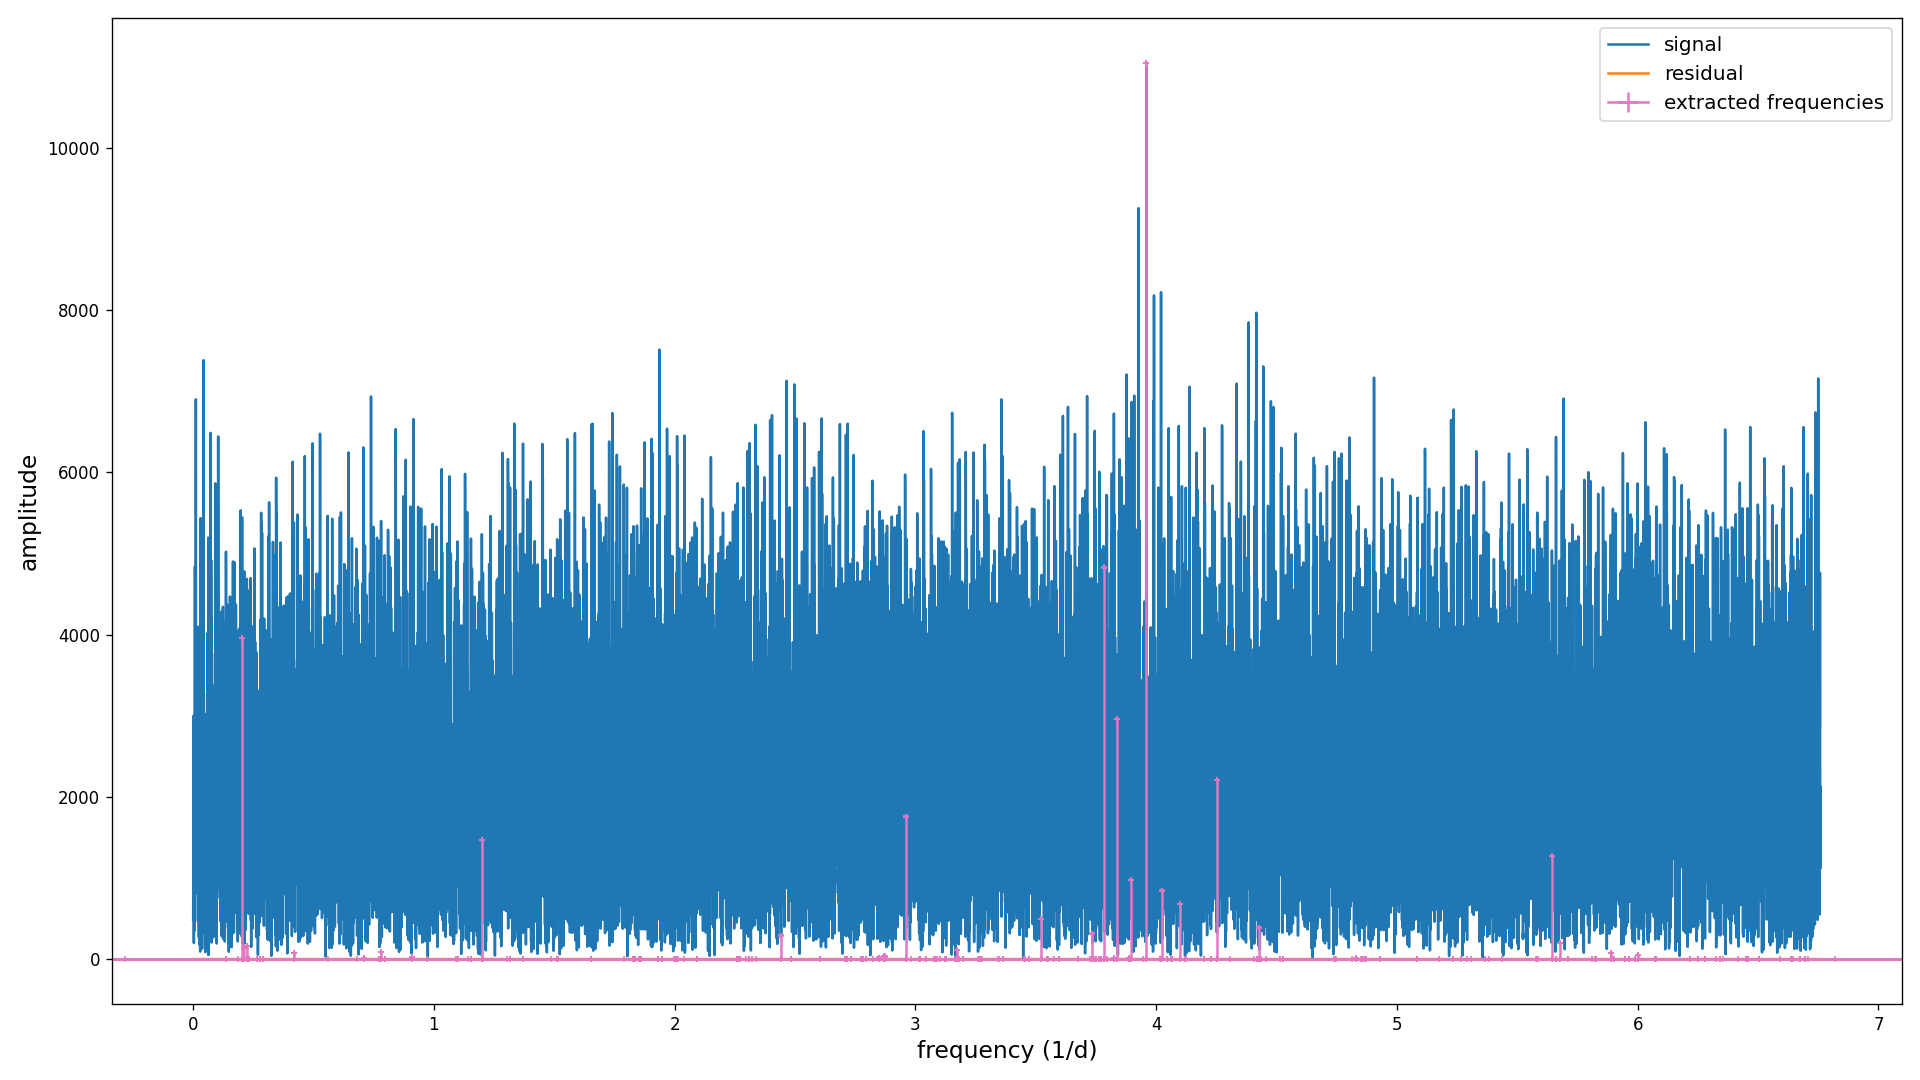 signal
residual
extracted frequencies
10000
8000
6000
4000
2000
0
amplitude
0 1 2 3 4 5 6 7
frequency (1/d)